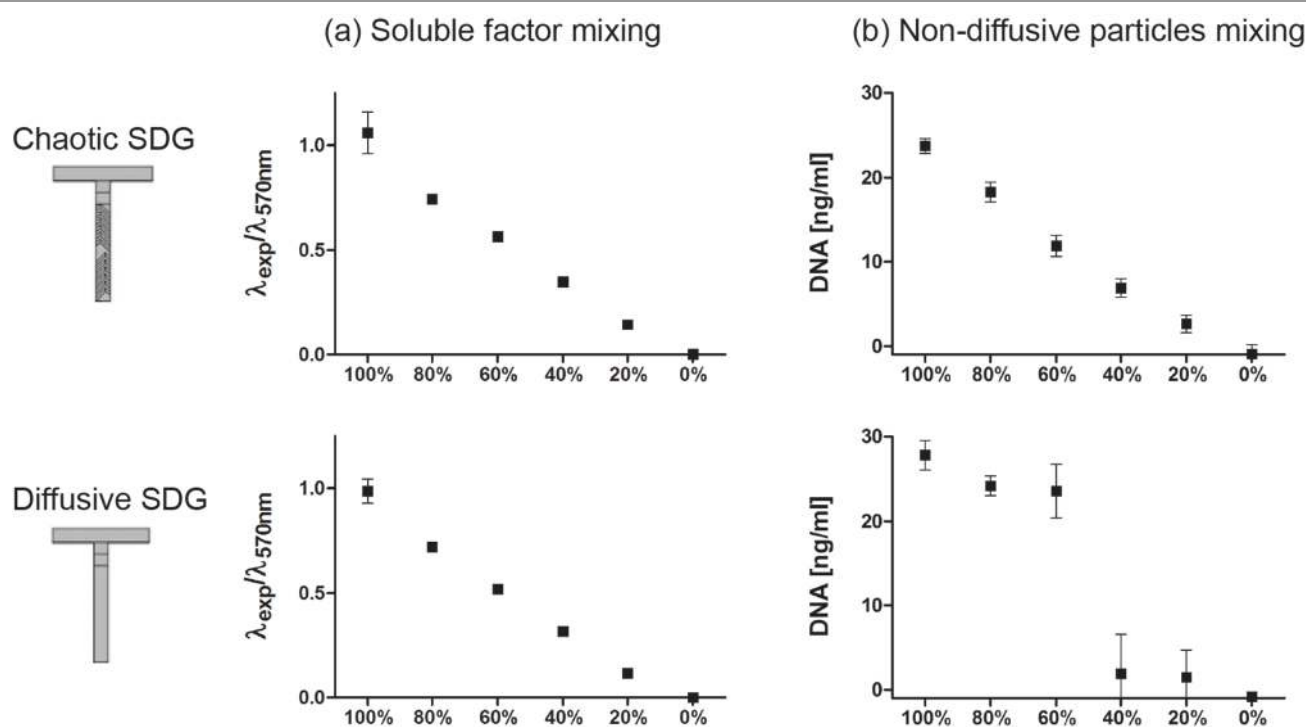 (a) Soluble factor mixing
(b) Non-diffusive particles mixing
Chaotic SDG
λexp/λ570nm
1.0
0.5
0.0
100% 80% 60% 40% 20% 0%
DNA [ng/ml]
30
20
10
0
100% 80% 60% 40% 20% 0%
Diffusive SDG
λexp/λ570nm
1.0
0.5
0.0
100% 80% 60% 40% 20% 0%
DNA [ng/ml]
30
20
10
0
100% 80% 60% 40% 20% 0%